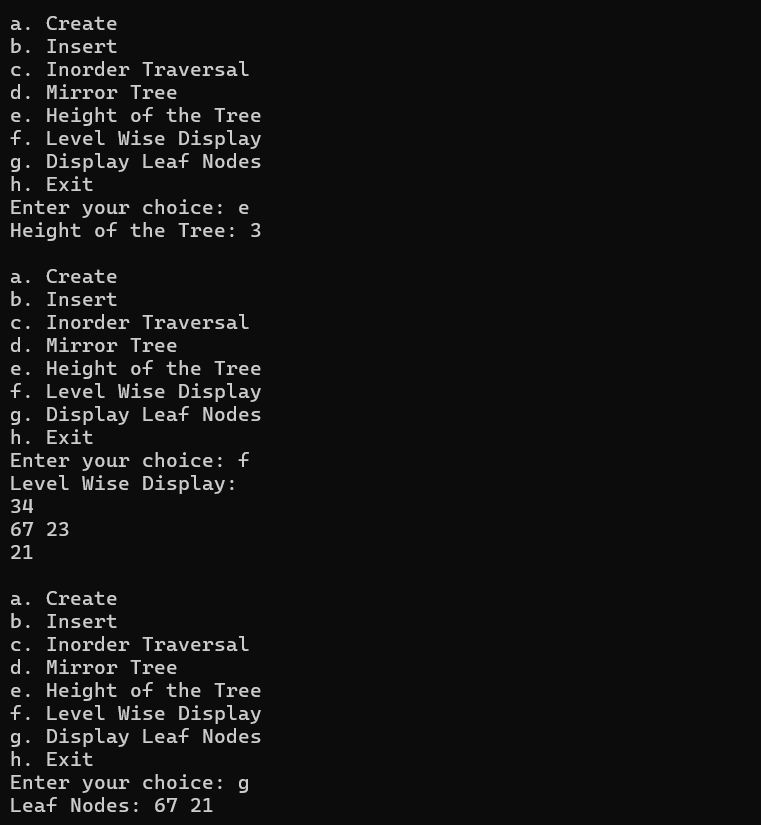 a. Create
b. Insert
c. Inorder Traversal
d. Mirror Tree
e. Height of the Tree
f. Level Wise Display
g. Display Leaf Nodes
h. Exit
Enter your choice: e
Height of the Tree: 3

a. Create
b. Insert
c. Inorder Traversal
d. Mirror Tree
e. Height of the Tree
f. Level Wise Display
g. Display Leaf Nodes
h. Exit
Enter your choice: f
Level Wise Display:
34
67 23
21

a. Create
b. Insert
c. Inorder Traversal
d. Mirror Tree
e. Height of the Tree
f. Level Wise Display
g. Display Leaf Nodes
h. Exit
Enter your choice: g
Leaf Nodes: 67 21